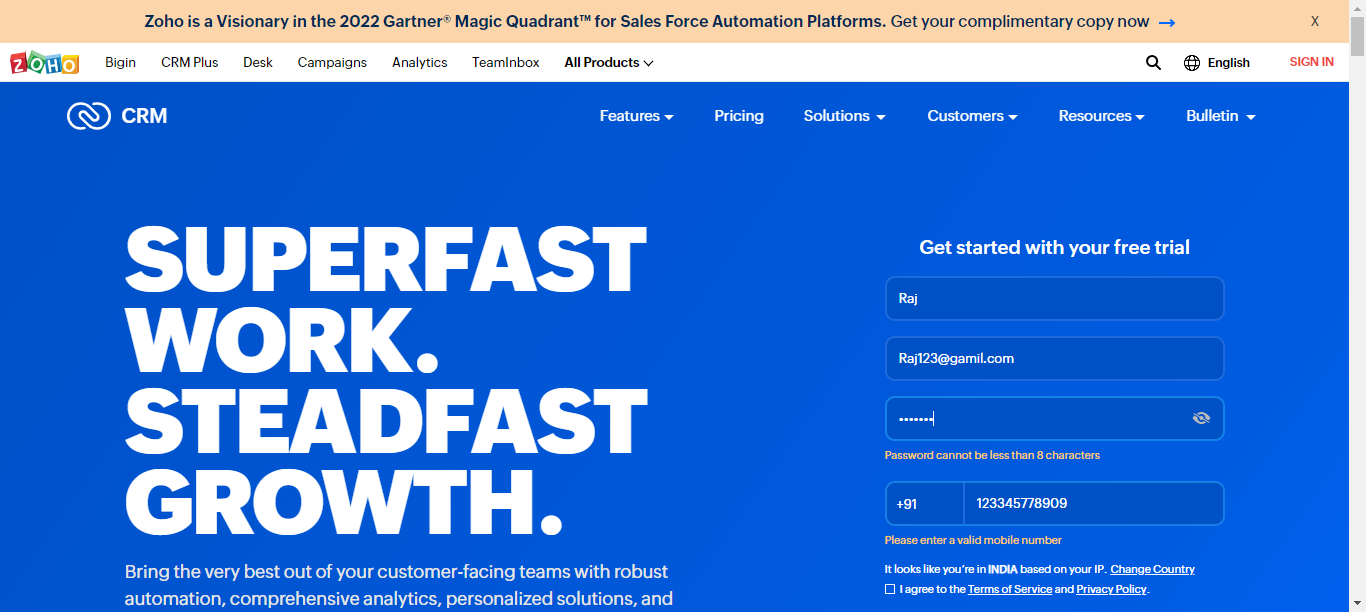 Zoho is a Visionary in the 2022 Gartner® Magic Quadrant™ for Sales Force Automation Platforms. Get your complimentary copy now → X
ZOHO Bigin CRM Plus Desk Campaigns Analytics TeamInbox All Products English SIGN IN
CRM Features Pricing Solutions Customers Resources Bulletin
SUPERFAST
WORK.
STEADFAST
GROWTH.
Bring the very best out of your customer-facing teams with robust
automation, comprehensive analytics, personalized solutions, and
Get started with your free trial
Raj
Raj123@gamil.com
•••••••
Password cannot be less than 8 characters
+91 123345778909
Please enter a valid mobile number
It looks like you're in INDIA based on your IP. Change Country
I agree to the Terms of Service and Privacy Policy.